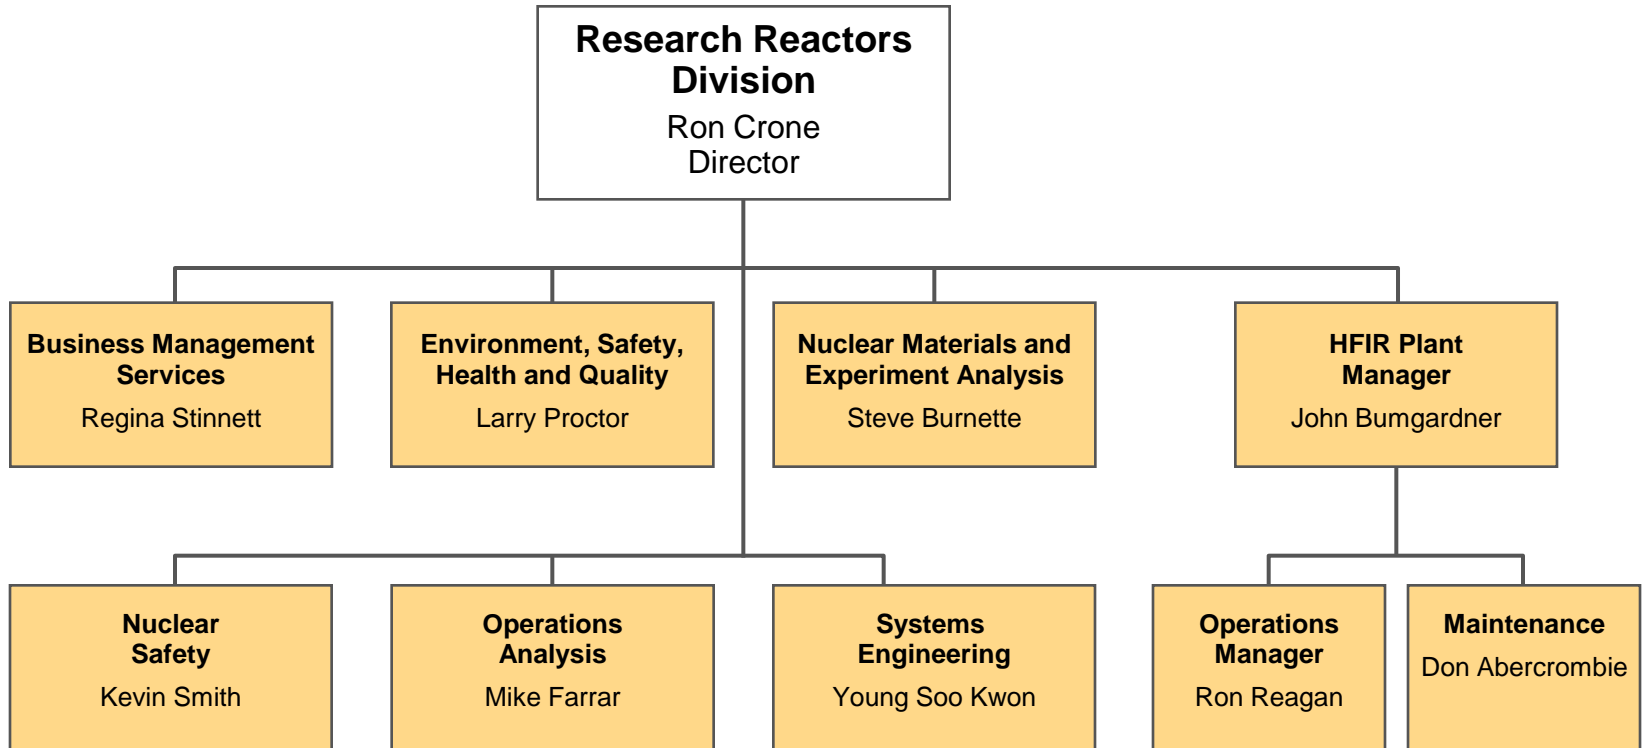 Research Reactors
Division
Ron Crone
Director
Business Management
Services
Regina Stinnett
Environment, Safety,
Health and Quality
Larry Proctor
Nuclear Materials and
Experiment Analysis
Steve Burnette
HFIR Plant
Manager
John Bumgardner
Nuclear
Safety
Kevin Smith
Operations
Analysis
Mike Farrar
Systems
Engineering
Young Soo Kwon
Operations
Manager
Ron Reagan
Maintenance
Don Abercrombie